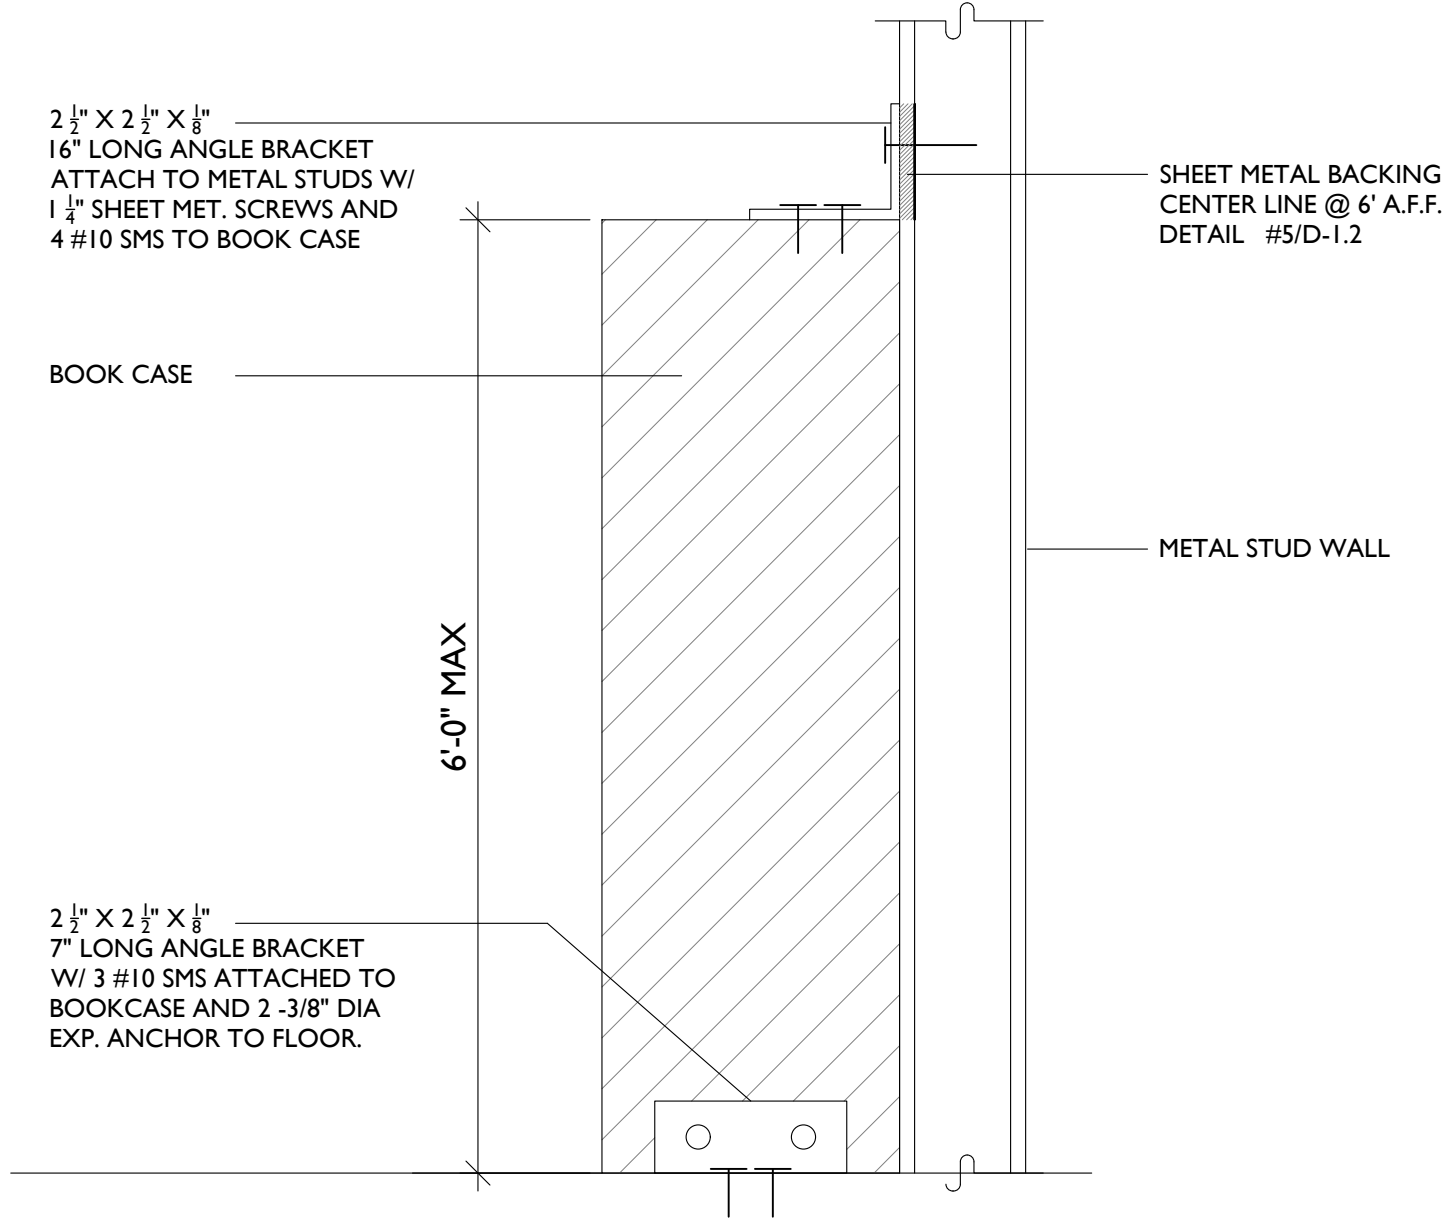 2 1/2" X 2 1/2" X 1/8"
16" LONG ANGLE BRACKET
ATTACH TO METAL STUDS W/
1 1/4" SHEET MET. SCREWS AND
4 #10 SMS TO BOOK CASE
SHEET METAL BACKING
CENTER LINE @ 6' A.F.F.
DETAIL #5/D-1.2
BOOK CASE
METAL STUD WALL
6'-0" MAX
2 1/2" X 2 1/2" X 1/8"
7" LONG ANGLE BRACKET
W/ 3 #10 SMS ATTACHED TO
BOOKCASE AND 2 -3/8" DIA
EXP. ANCHOR TO FLOOR.